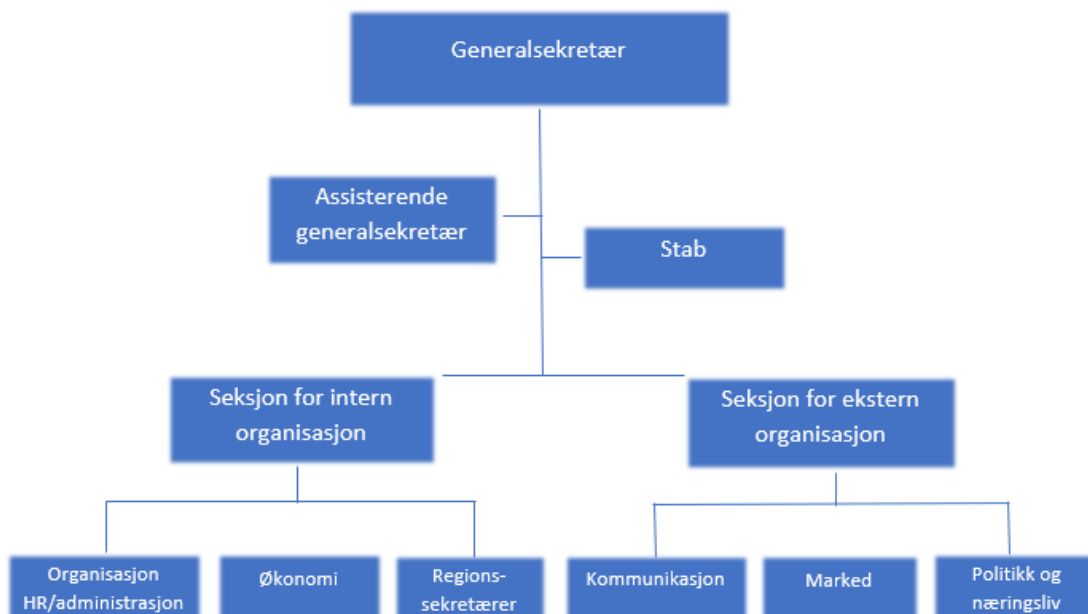 Generalsekretær
Assisterende
generalsekretær
Stab
Seksjon for intern
organisasjon
Seksjon for ekstern
organisasjon
Organisasjon
HR/administrasjon
Økonomi
Regions-
sekretærer
Kommunikasjon
Marked
Politikk og
næringsliv